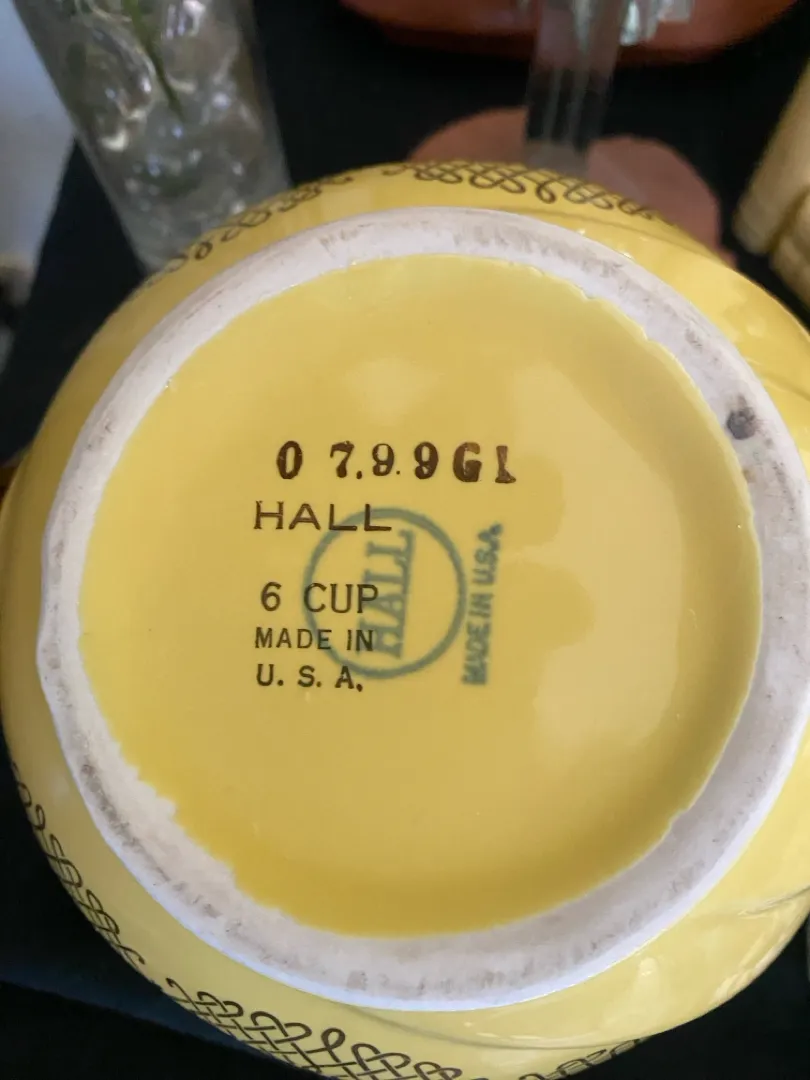 0 7.9.9GL
HALL
6 CUP
MADE IN
U. S. A.
HALL
MADE IN U.S.A.